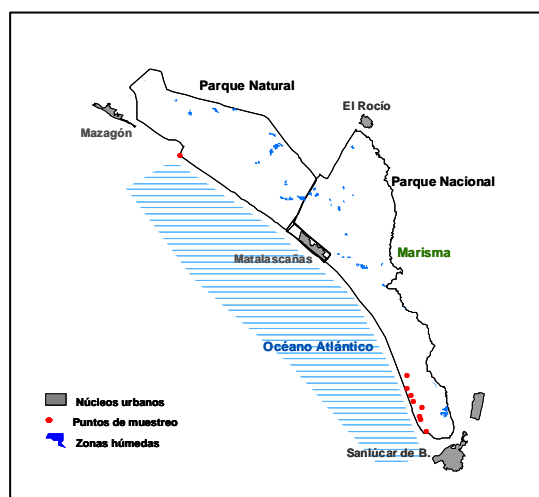 Parque Natural
El Rocío
Mazagón
Parque Nacional
Marisma
Matalascañas
Océano Atlántico
Núcleos urbanos
Puntos de muestreo
Zonas húmedas
Sanlúcar de B.